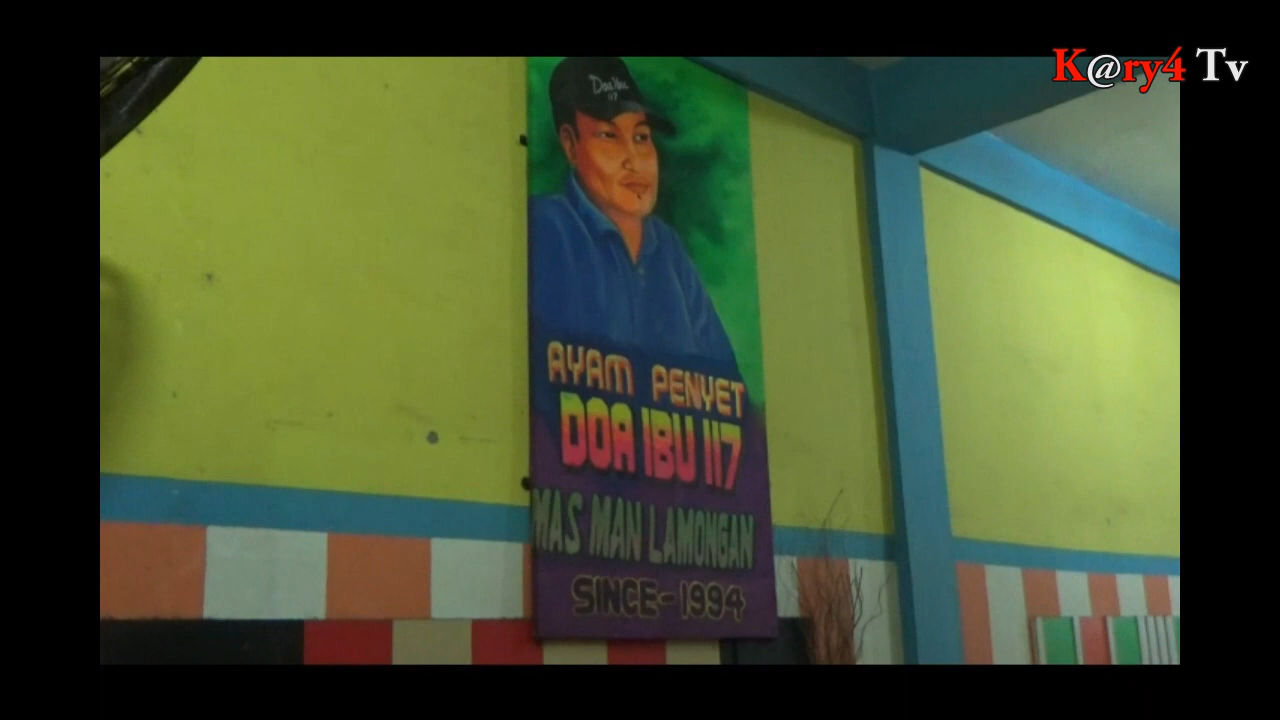 K@ry4 Tv
Doa Ibu
117
AYAM PENYET
DOA IBU 117
MAS MAN LAMONGAN
SINCE-1994